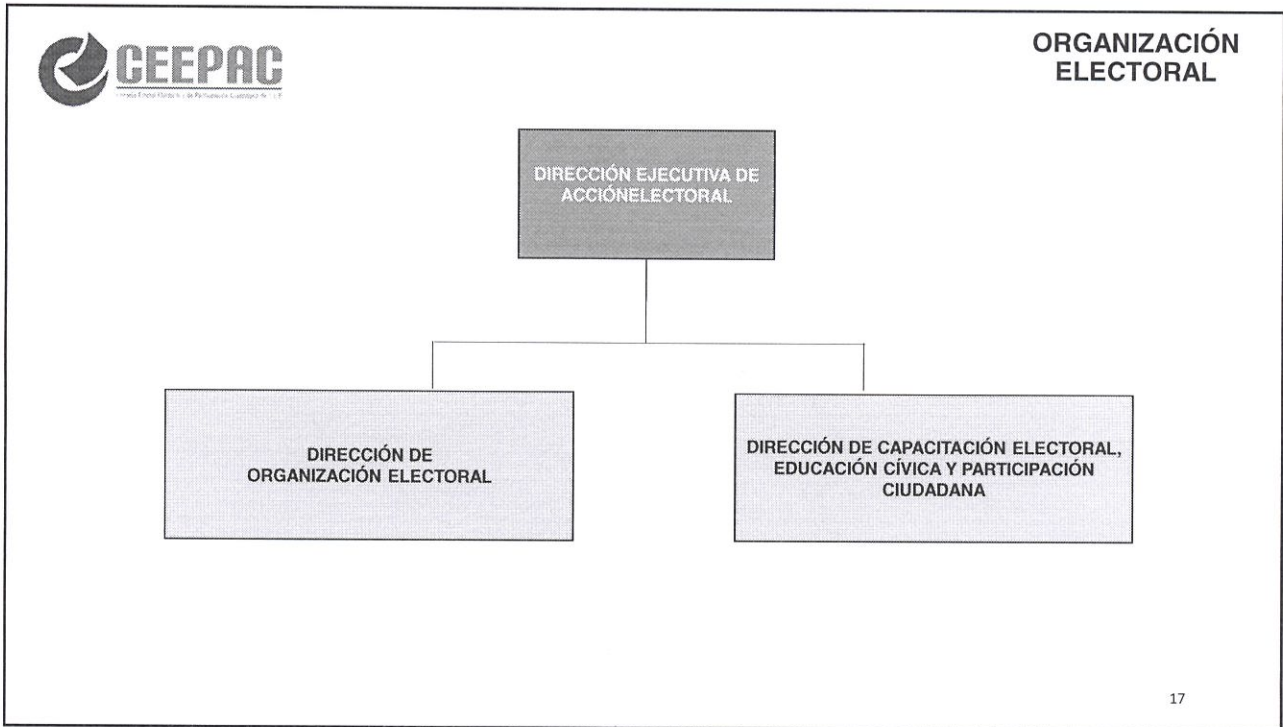 CEEPAC
ORGANIZACIÓN
ELECTORAL
DIRECCIÓN EJECUTIVA DE
ACCIÓNELECTORAL
DIRECCIÓN DE
ORGANIZACIÓN ELECTORAL
DIRECCIÓN DE CAPACITACIÓN ELECTORAL,
EDUCACIÓN CÍVICA Y PARTICIPACIÓN
CIUDADANA
17